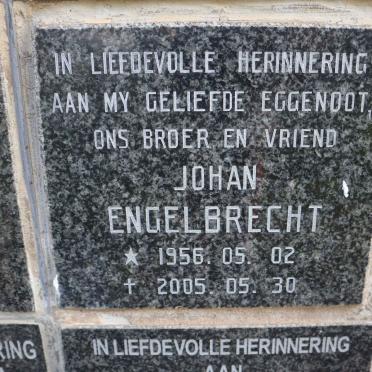 IN LIEFDEVOLLE HERINNERING
AAN MY GELIEFDE EGGENOOT,
ONS BROER EN VRIEND
JOHAN
ENGELBRECHT
★ 1956. 05. 02
† 2005. 05. 30
RING
IN LIEFDEVOLLE HERINNERING
AAN